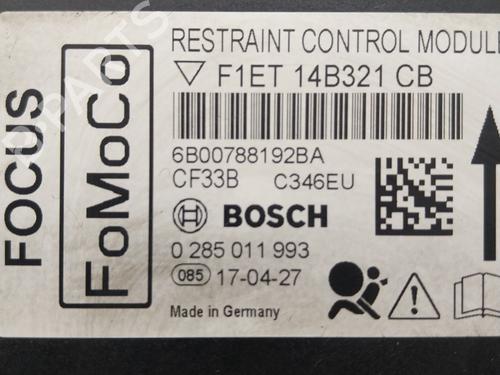 RESTRAINT CONTROL MODULE
F1ET 14B321 CB
6B00788192BA
CF33B C346EU
BOSCH
0 285 011 993
085 17-04-27
Made in Germany
FOCUS
FoMoCo